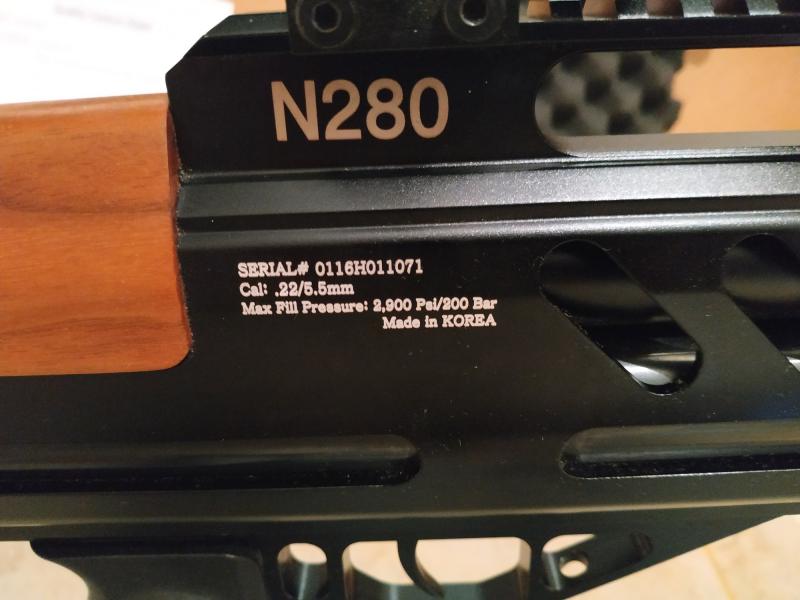 N280
SERIAL# 0116H011071
Cal: .22/5.5mm
Max Fill Pressure: 2,900 Psi/200 Bar
Made in KOREA